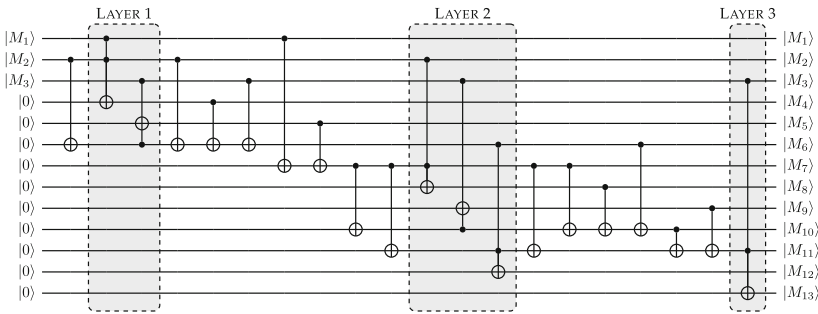 LAYER 1 LAYER 2 LAYER 3
|M₁⟩ |M₁⟩
|M₂⟩ |M₂⟩
|M₃⟩ |M₃⟩
|0⟩ |M₄⟩
|0⟩ |M₅⟩
|0⟩ |M₆⟩
|0⟩ |M₇⟩
|0⟩ |M₈⟩
|0⟩ |M₉⟩
|0⟩ |M₁₀⟩
|0⟩ |M₁₁⟩
|0⟩ |M₁₂⟩
|0⟩ |M₁₃⟩